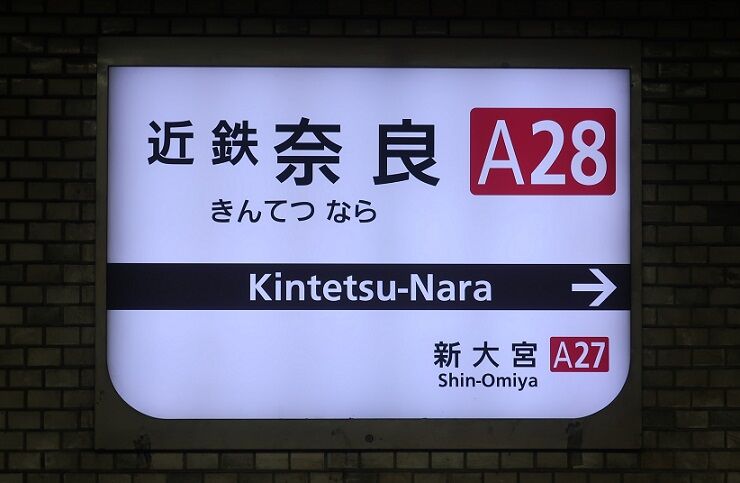 近鉄奈良 A28
きんてつ なら
Kintetsu-Nara →
新大宮 A27
Shin-Omiya